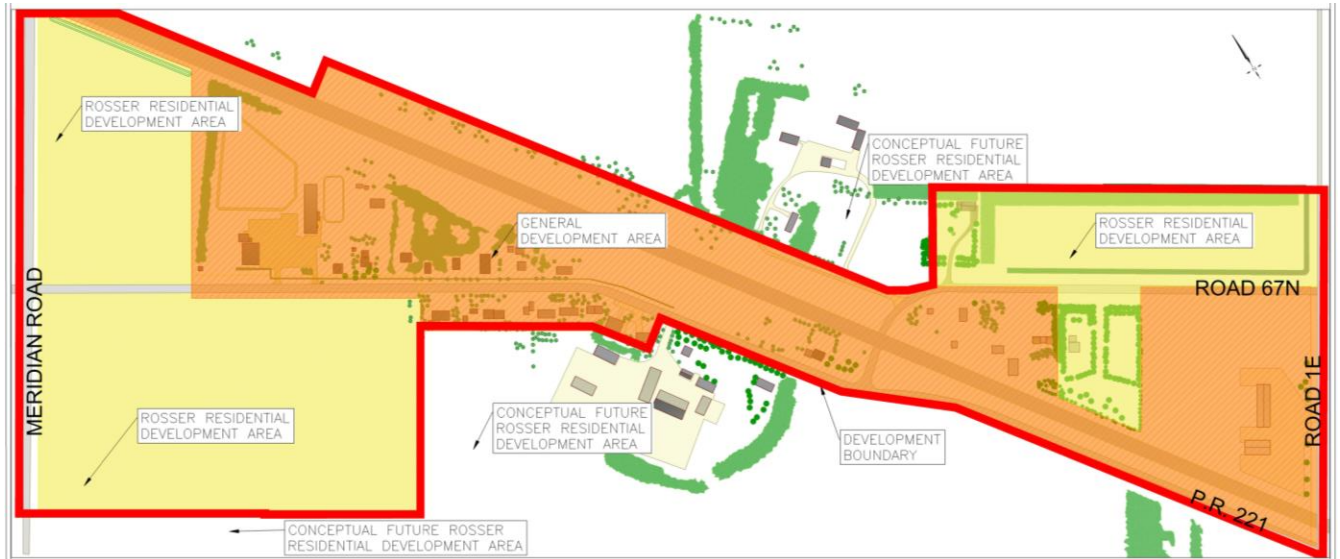 ROSSER RESIDENTIAL
DEVELOPMENT AREA
CONCEPTUAL FUTURE
ROSSER RESIDENTIAL
DEVELOPMENT AREA
GENERAL
DEVELOPMENT AREA
ROSSER RESIDENTIAL
DEVELOPMENT AREA
ROAD 67N
MERIDIAN ROAD
ROAD 1E
ROSSER RESIDENTIAL
DEVELOPMENT AREA
CONCEPTUAL FUTURE
ROSSER RESIDENTIAL
DEVELOPMENT AREA
DEVELOPMENT
BOUNDARY
P.R. 221
CONCEPTUAL FUTURE ROSSER
RESIDENTIAL DEVELOPMENT AREA